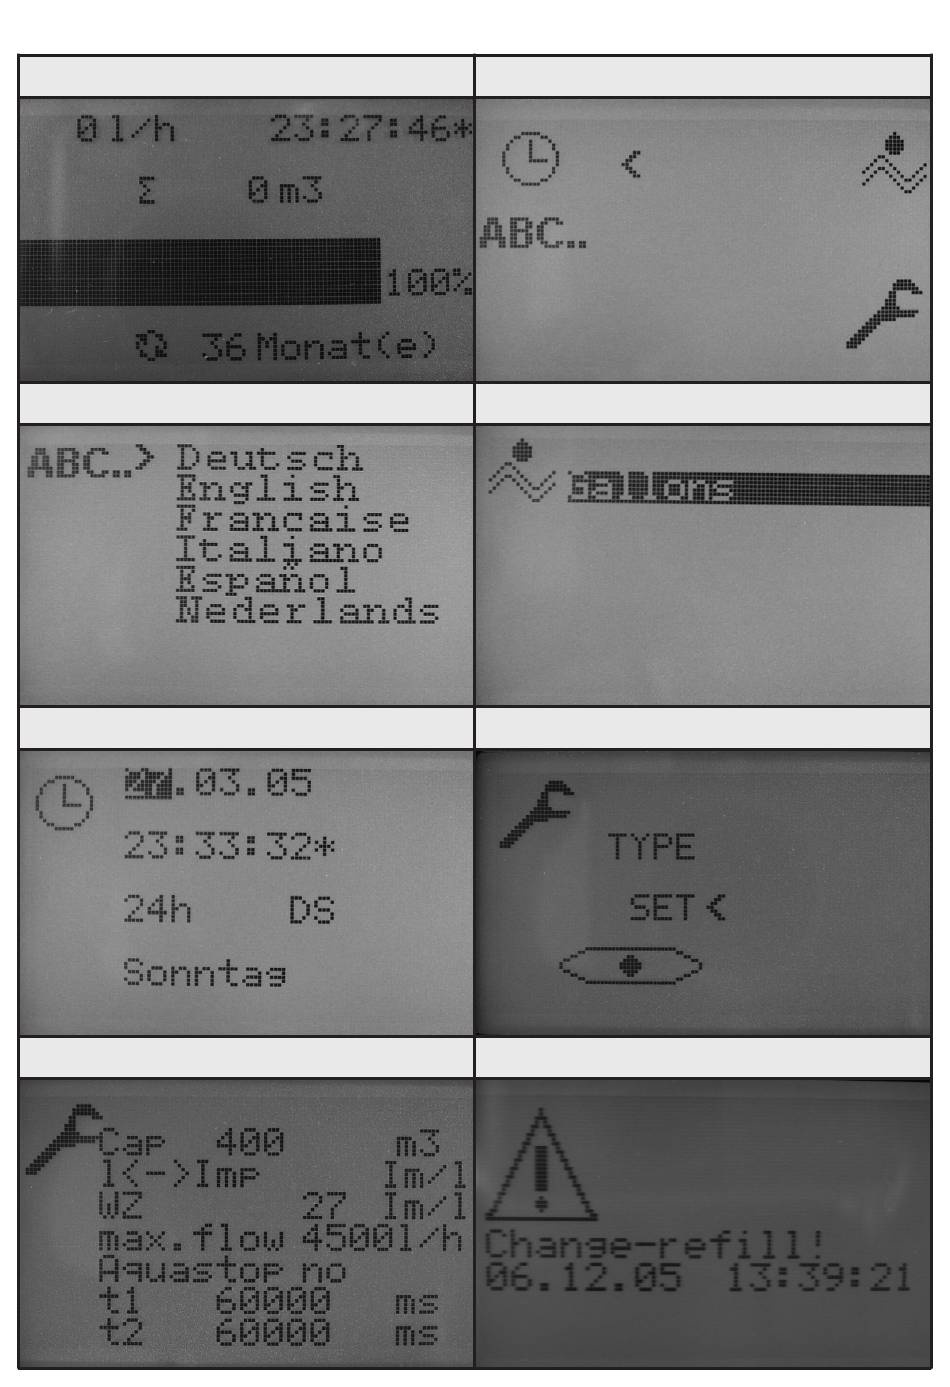 0 l/h 23:27:46*
Σ 0 m3
100%
36 Monat(e)
<
ABC..
ABC..> Deutsch
English
Francaise
Italiano
Español
Nederlands
Gallons
27.03.05
23:33:32*
24h DS
Sonntag
TYPE
SET <
Cap 400 m3
l<->Imp Im/l
WZ 27 Im/l
max.flow 4500l/h
Aquastop no
t1 60000 ms
t2 60000 ms
Change-refill!
06.12.05 13:39:21